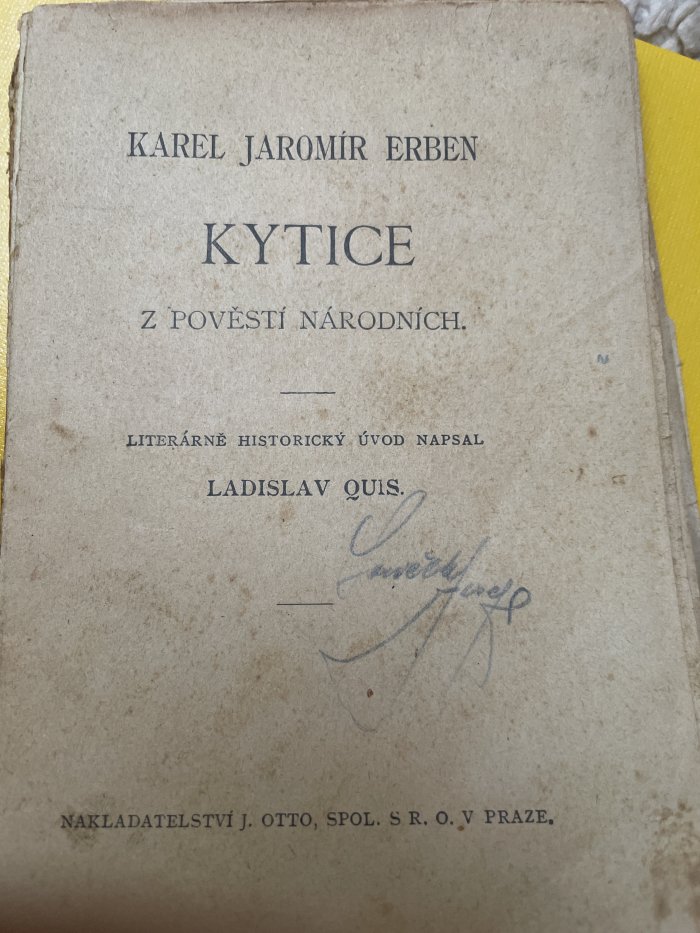 KAREL JAROMÍR ERBEN
KYTICE
Z POVĚSTÍ NÁRODNÍCH.
LITERÁRNĚ HISTORICKÝ ÚVOD NAPSAL
LADISLAV QUIS.
NAKLADATELSTVÍ J. OTTO, SPOL. S R. O. V PRAZE.